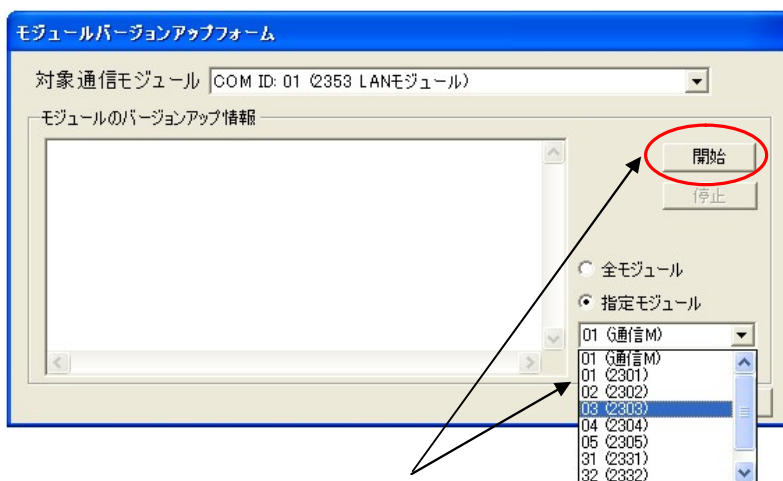 モジュールバージョンアップフォーム
対象通信モジュール COM ID: 01 (2353 LANモジュール)
モジュールのバージョンアップ情報
開始
停止
全モジュール
指定モジュール
01 (通信M)
01 (通信M)
01 (2301)
02 (2302)
03 (2303)
04 (2304)
05 (2305)
31 (2331)
32 (2332)